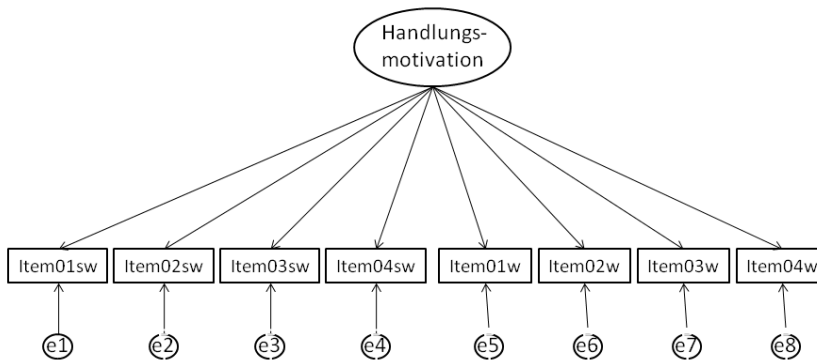 Handlungs-
motivation
Item01sw Item02sw Item03sw Item04sw Item01w Item02w Item03w Item04w
e1 e2 e3 e4 e5 e6 e7 e8